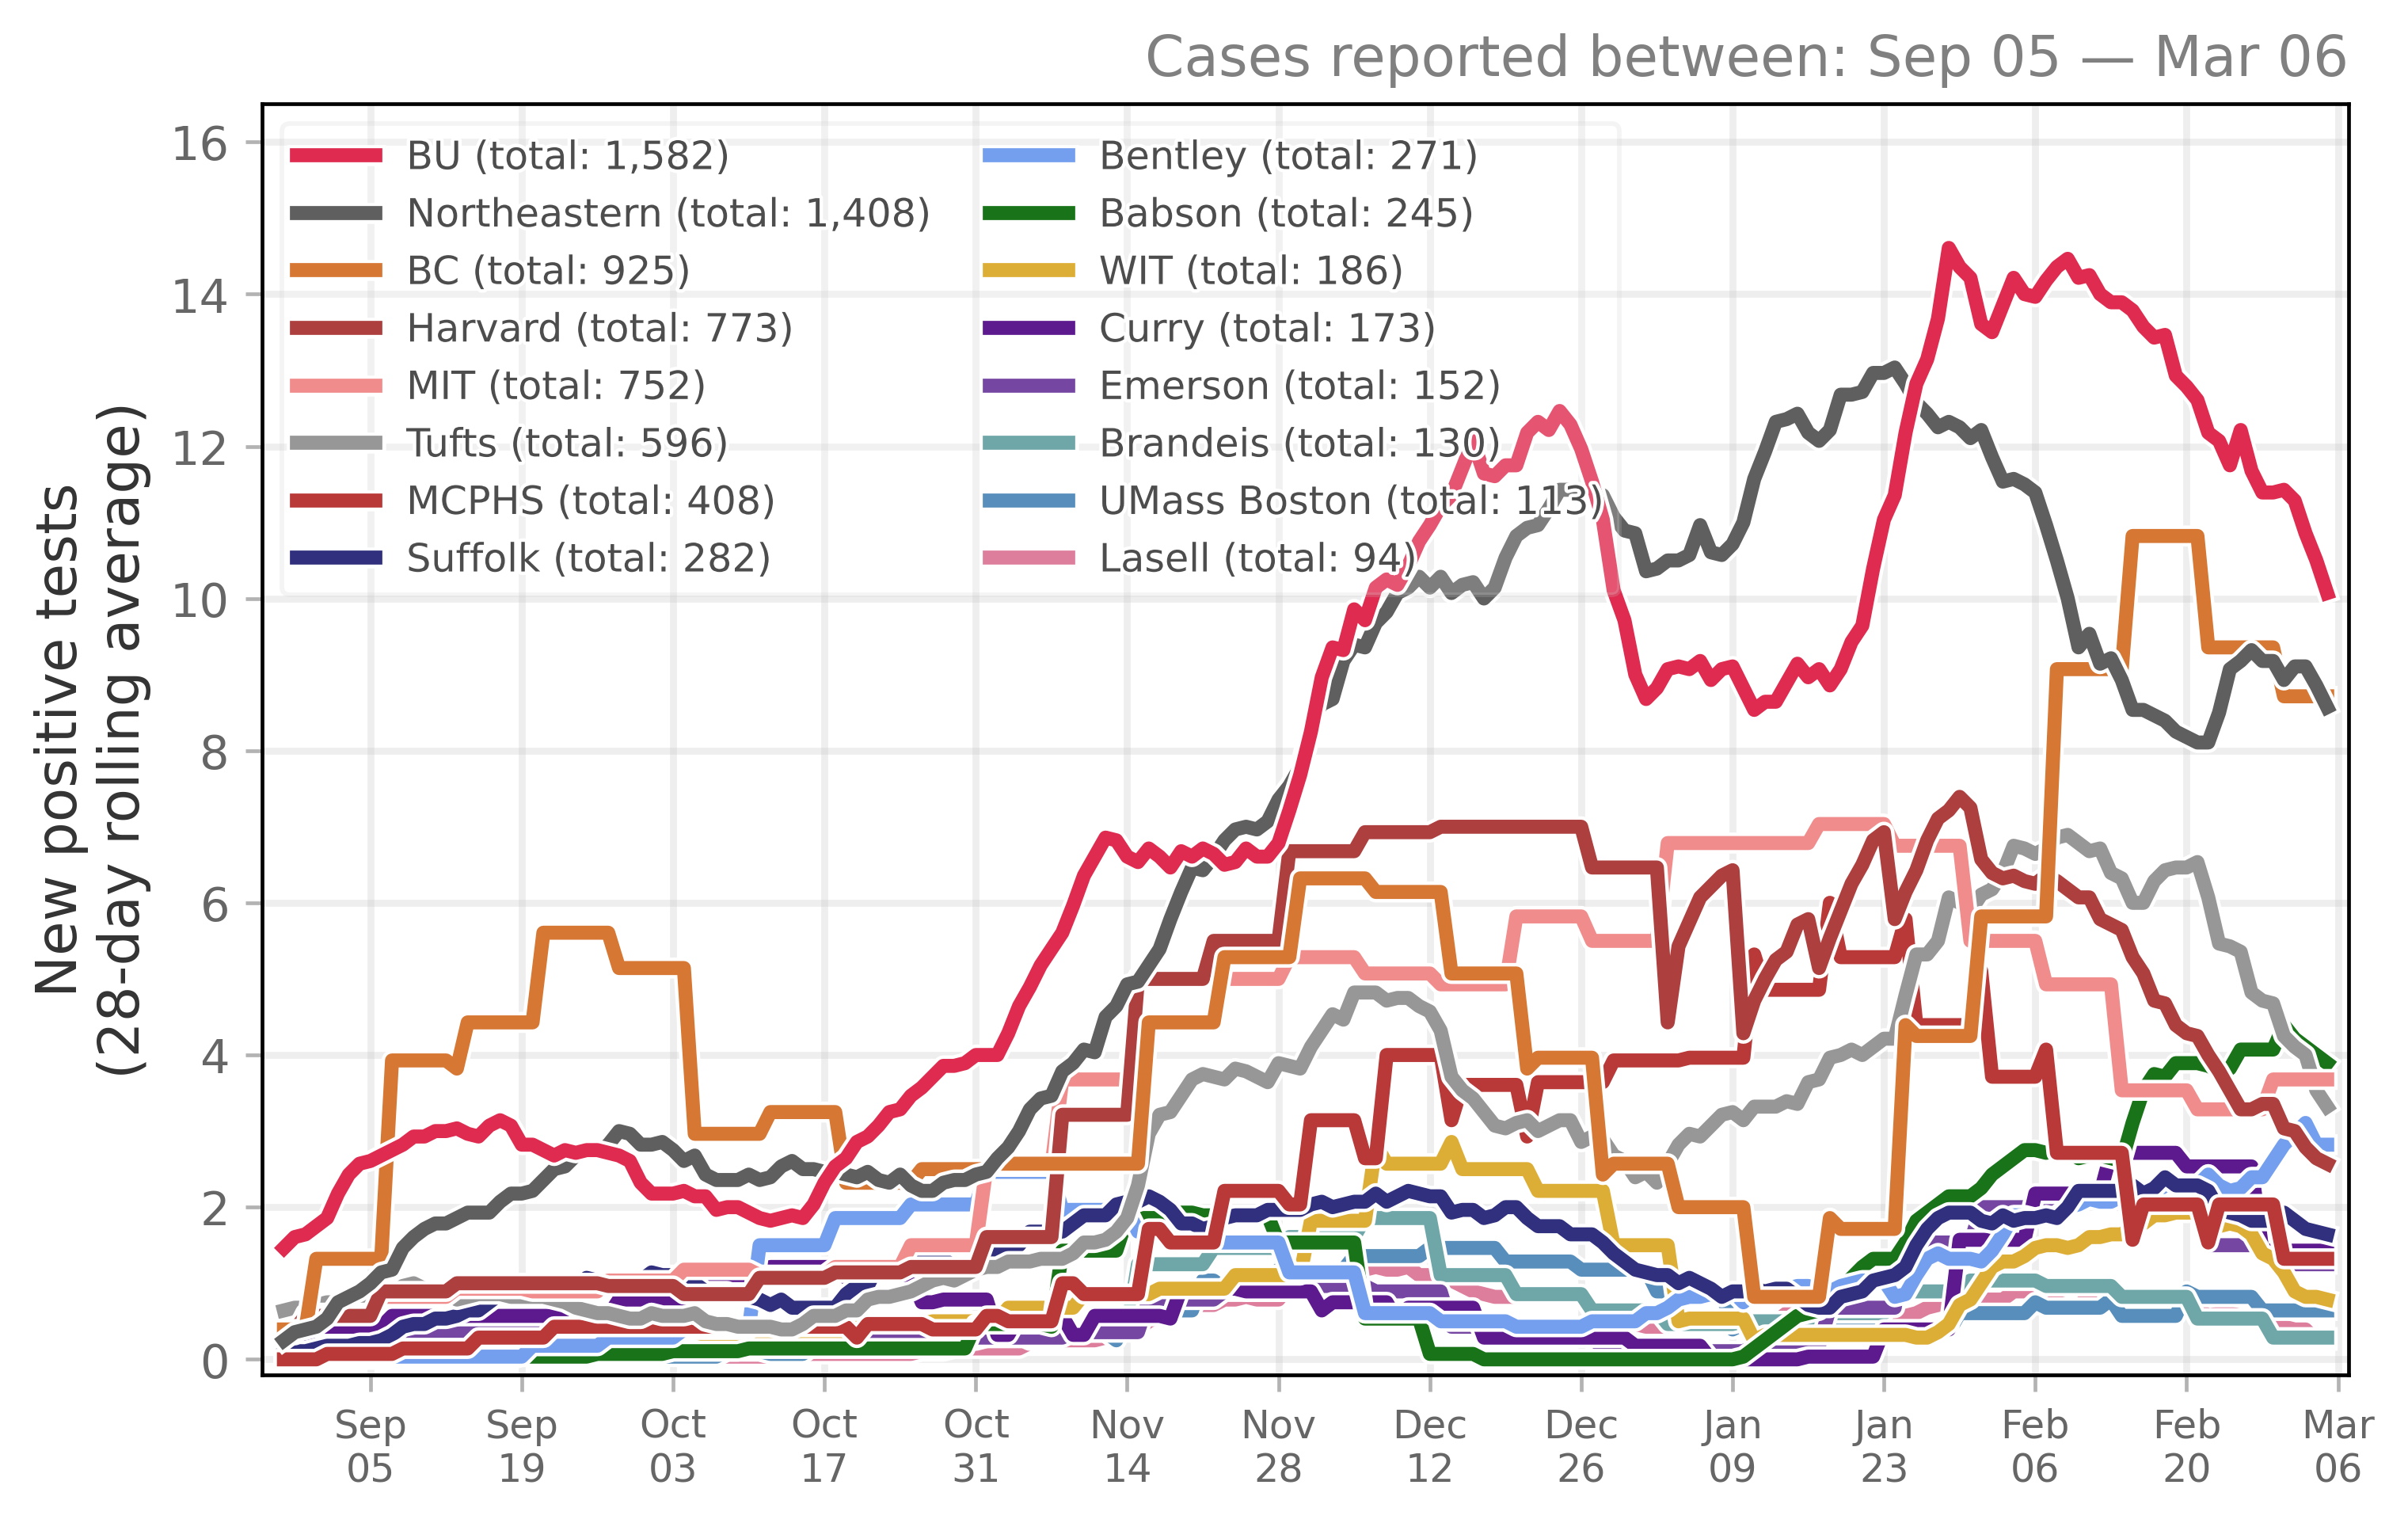 Cases reported between: Sep 05 — Mar 06
New positive tests
(28-day rolling average)
16
14
12
10
8
6
4
2
0
BU (total: 1,582)
Northeastern (total: 1,408)
BC (total: 925)
Harvard (total: 773)
MIT (total: 752)
Tufts (total: 596)
MCPHS (total: 408)
Suffolk (total: 282)
Bentley (total: 271)
Babson (total: 245)
WIT (total: 186)
Curry (total: 173)
Emerson (total: 152)
Brandeis (total: 130)
UMass Boston (total: 113)
Lasell (total: 94)
Sep
05
Sep
19
Oct
03
Oct
17
Oct
31
Nov
14
Nov
28
Dec
12
Dec
26
Jan
09
Jan
23
Feb
06
Feb
20
Mar
06